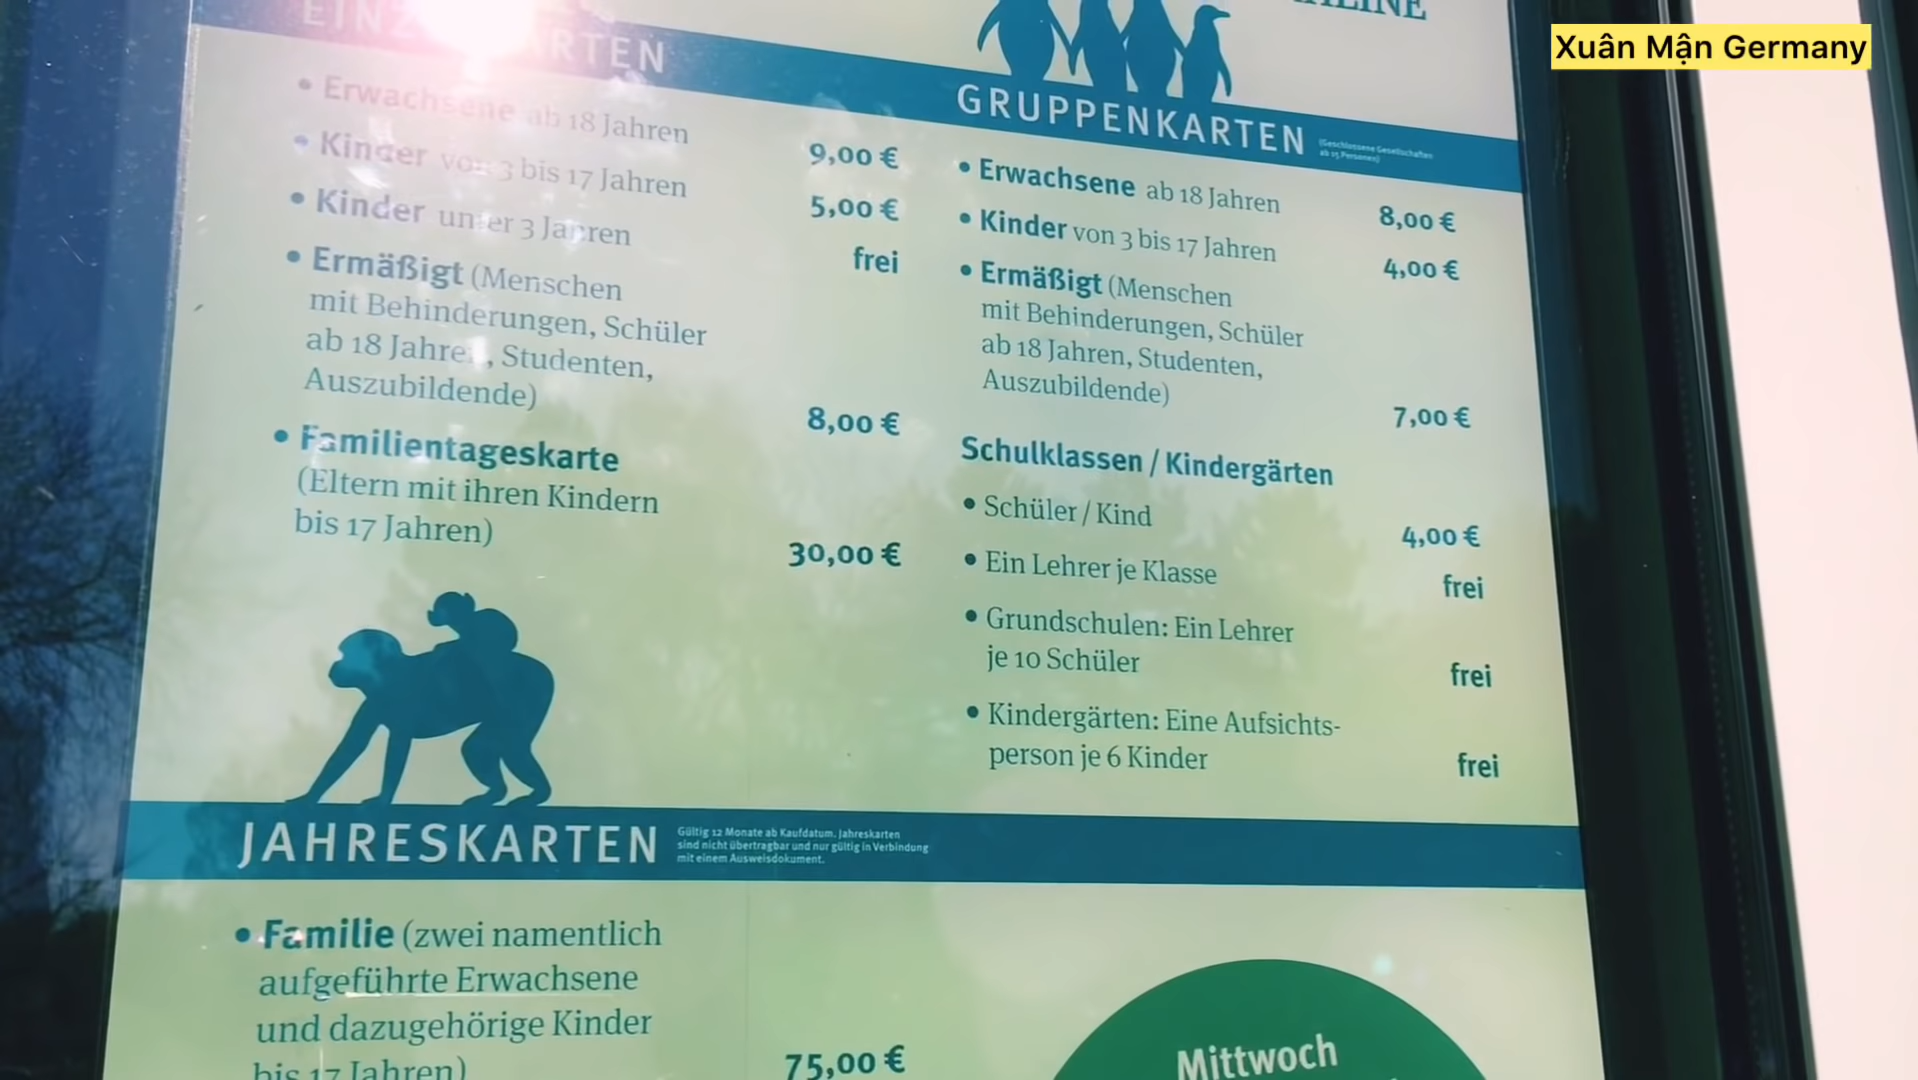 Xuân Mận Germany
EINZELKARTEN
• Erwachsene ab 18 Jahren
9,00 €
• Kinder von 3 bis 17 Jahren
5,00 €
• Kinder unter 3 Jahren
frei
• Ermäßigt (Menschen
mit Behinderungen, Schüler
ab 18 Jahren, Studenten,
Auszubildende)
8,00 €
• Familientageskarte
(Eltern mit ihren Kindern
bis 17 Jahren)
30,00 €
GRUPPENKARTEN
(Geschlossene Gesellschaften
ab 15 Personen)
• Erwachsene ab 18 Jahren
8,00 €
• Kinder von 3 bis 17 Jahren
4,00 €
• Ermäßigt (Menschen
mit Behinderungen, Schüler
ab 18 Jahren, Studenten,
Auszubildende)
7,00 €
Schulklassen / Kindergärten
• Schüler / Kind
4,00 €
• Ein Lehrer je Klasse
frei
• Grundschulen: Ein Lehrer
je 10 Schüler
frei
• Kindergärten: Eine Aufsichts-
person je 6 Kinder
frei
JAHRESKARTEN
Gültig 12 Monate ab Kaufdatum. Jahreskarten
sind nicht übertragbar und nur gültig in Verbindung
mit einem Ausweisdokument.
• Familie (zwei namentlich
aufgeführte Erwachsene
und dazugehörige Kinder
bis 17 Jahren)
75,00 €
Mittwoch